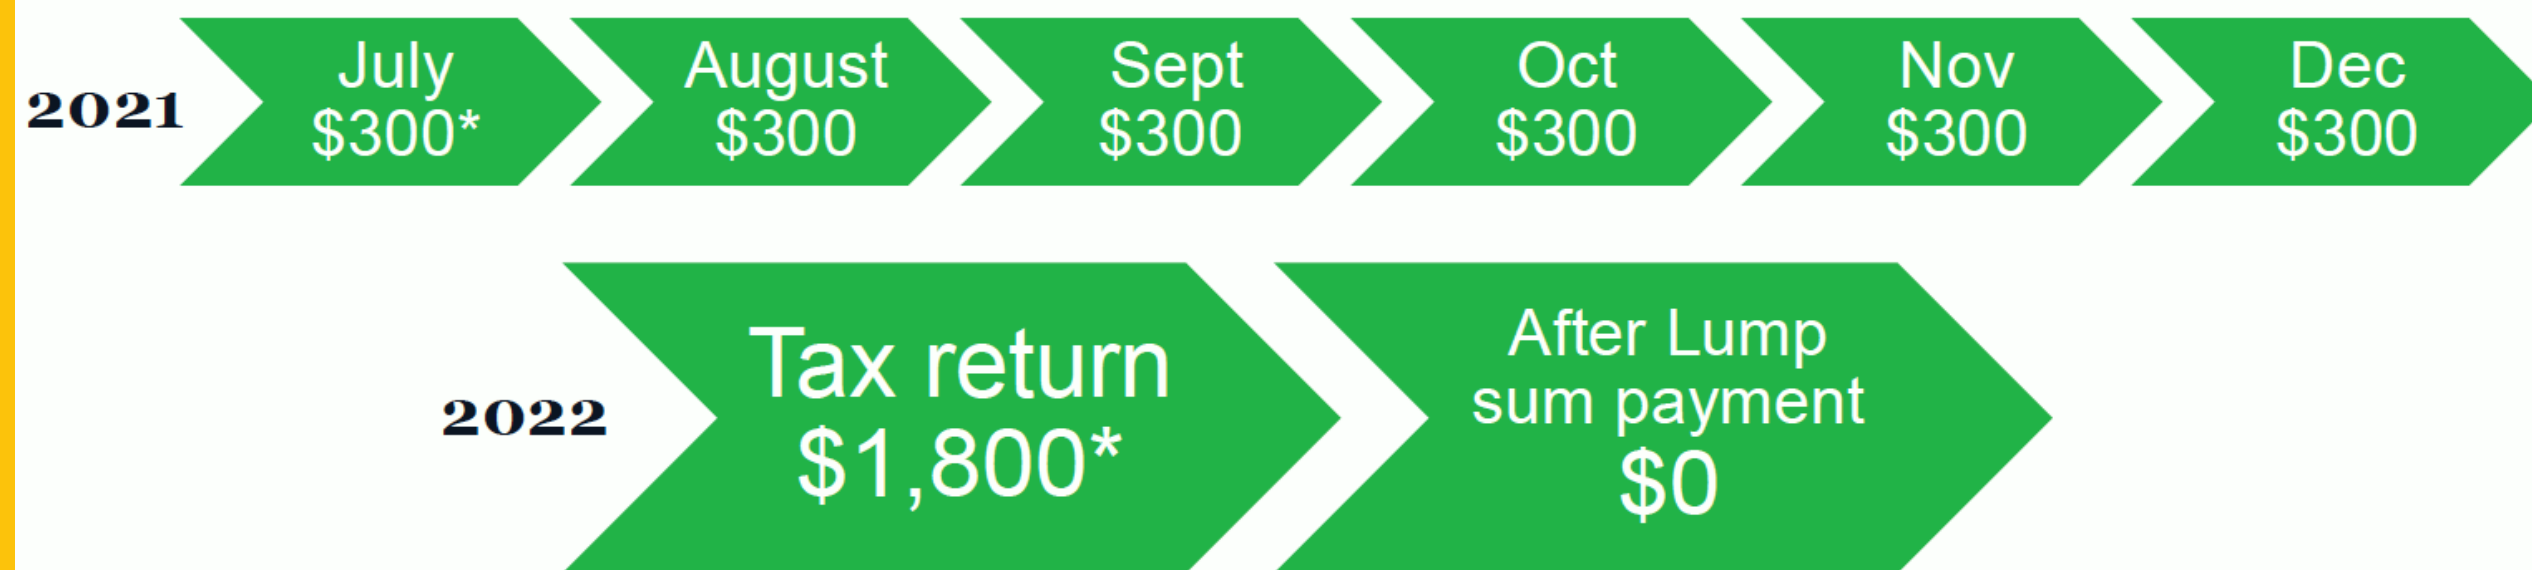 2021
July
$300*
August
$300
Sept
$300
Oct
$300
Nov
$300
Dec
$300
2022
Tax return
$1,800*
After Lump
sum payment
$0